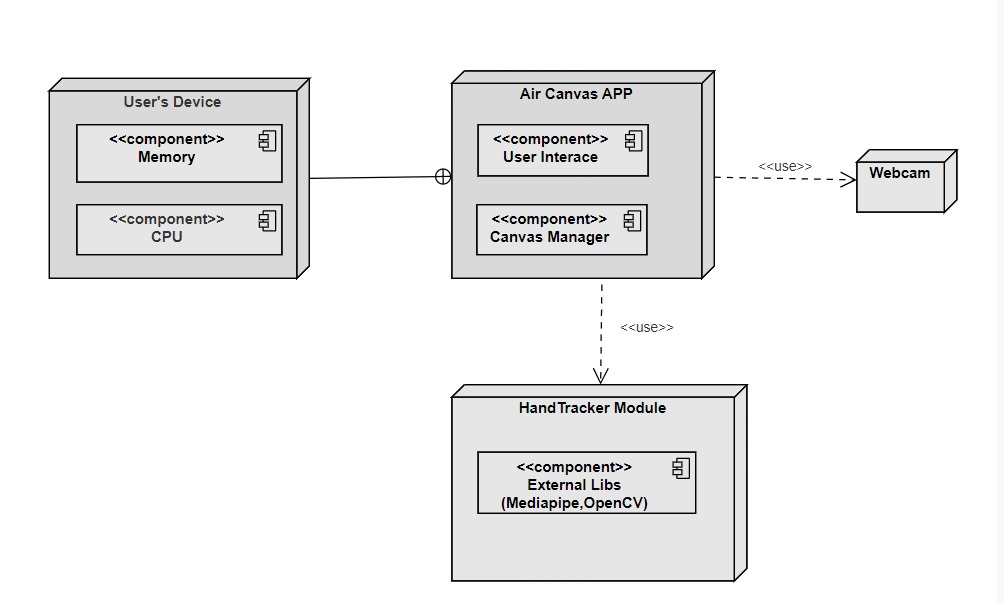 User's Device
<<component>>
Memory
<<component>>
CPU
Air Canvas APP
<<component>>
User Interace
<<component>>
Canvas Manager
<<use>>
Webcam
<<use>>
HandTracker Module
<<component>>
External Libs
(Mediapipe,OpenCV)